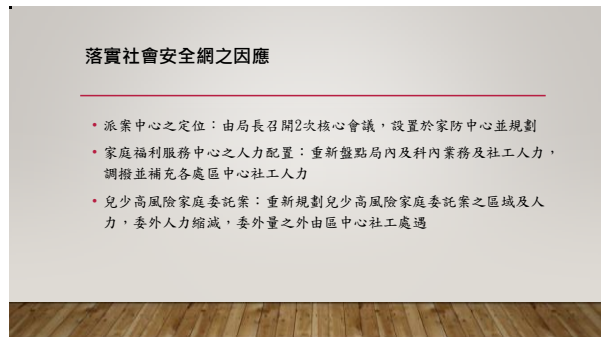 落實社會安全網之因應
• 派案中心之定位：由局長召開2次核心會議，設置於家防中心並規劃
• 家庭福利服務中心之人力配置：重新盤點局內及科內業務及社工人力，
調撥並補充各處區中心社工人力
• 兒少高風險家庭委託案：重新規劃兒少高風險家庭委託案之區域及人
力，委外人力縮減，委外量之外由區中心社工處遇